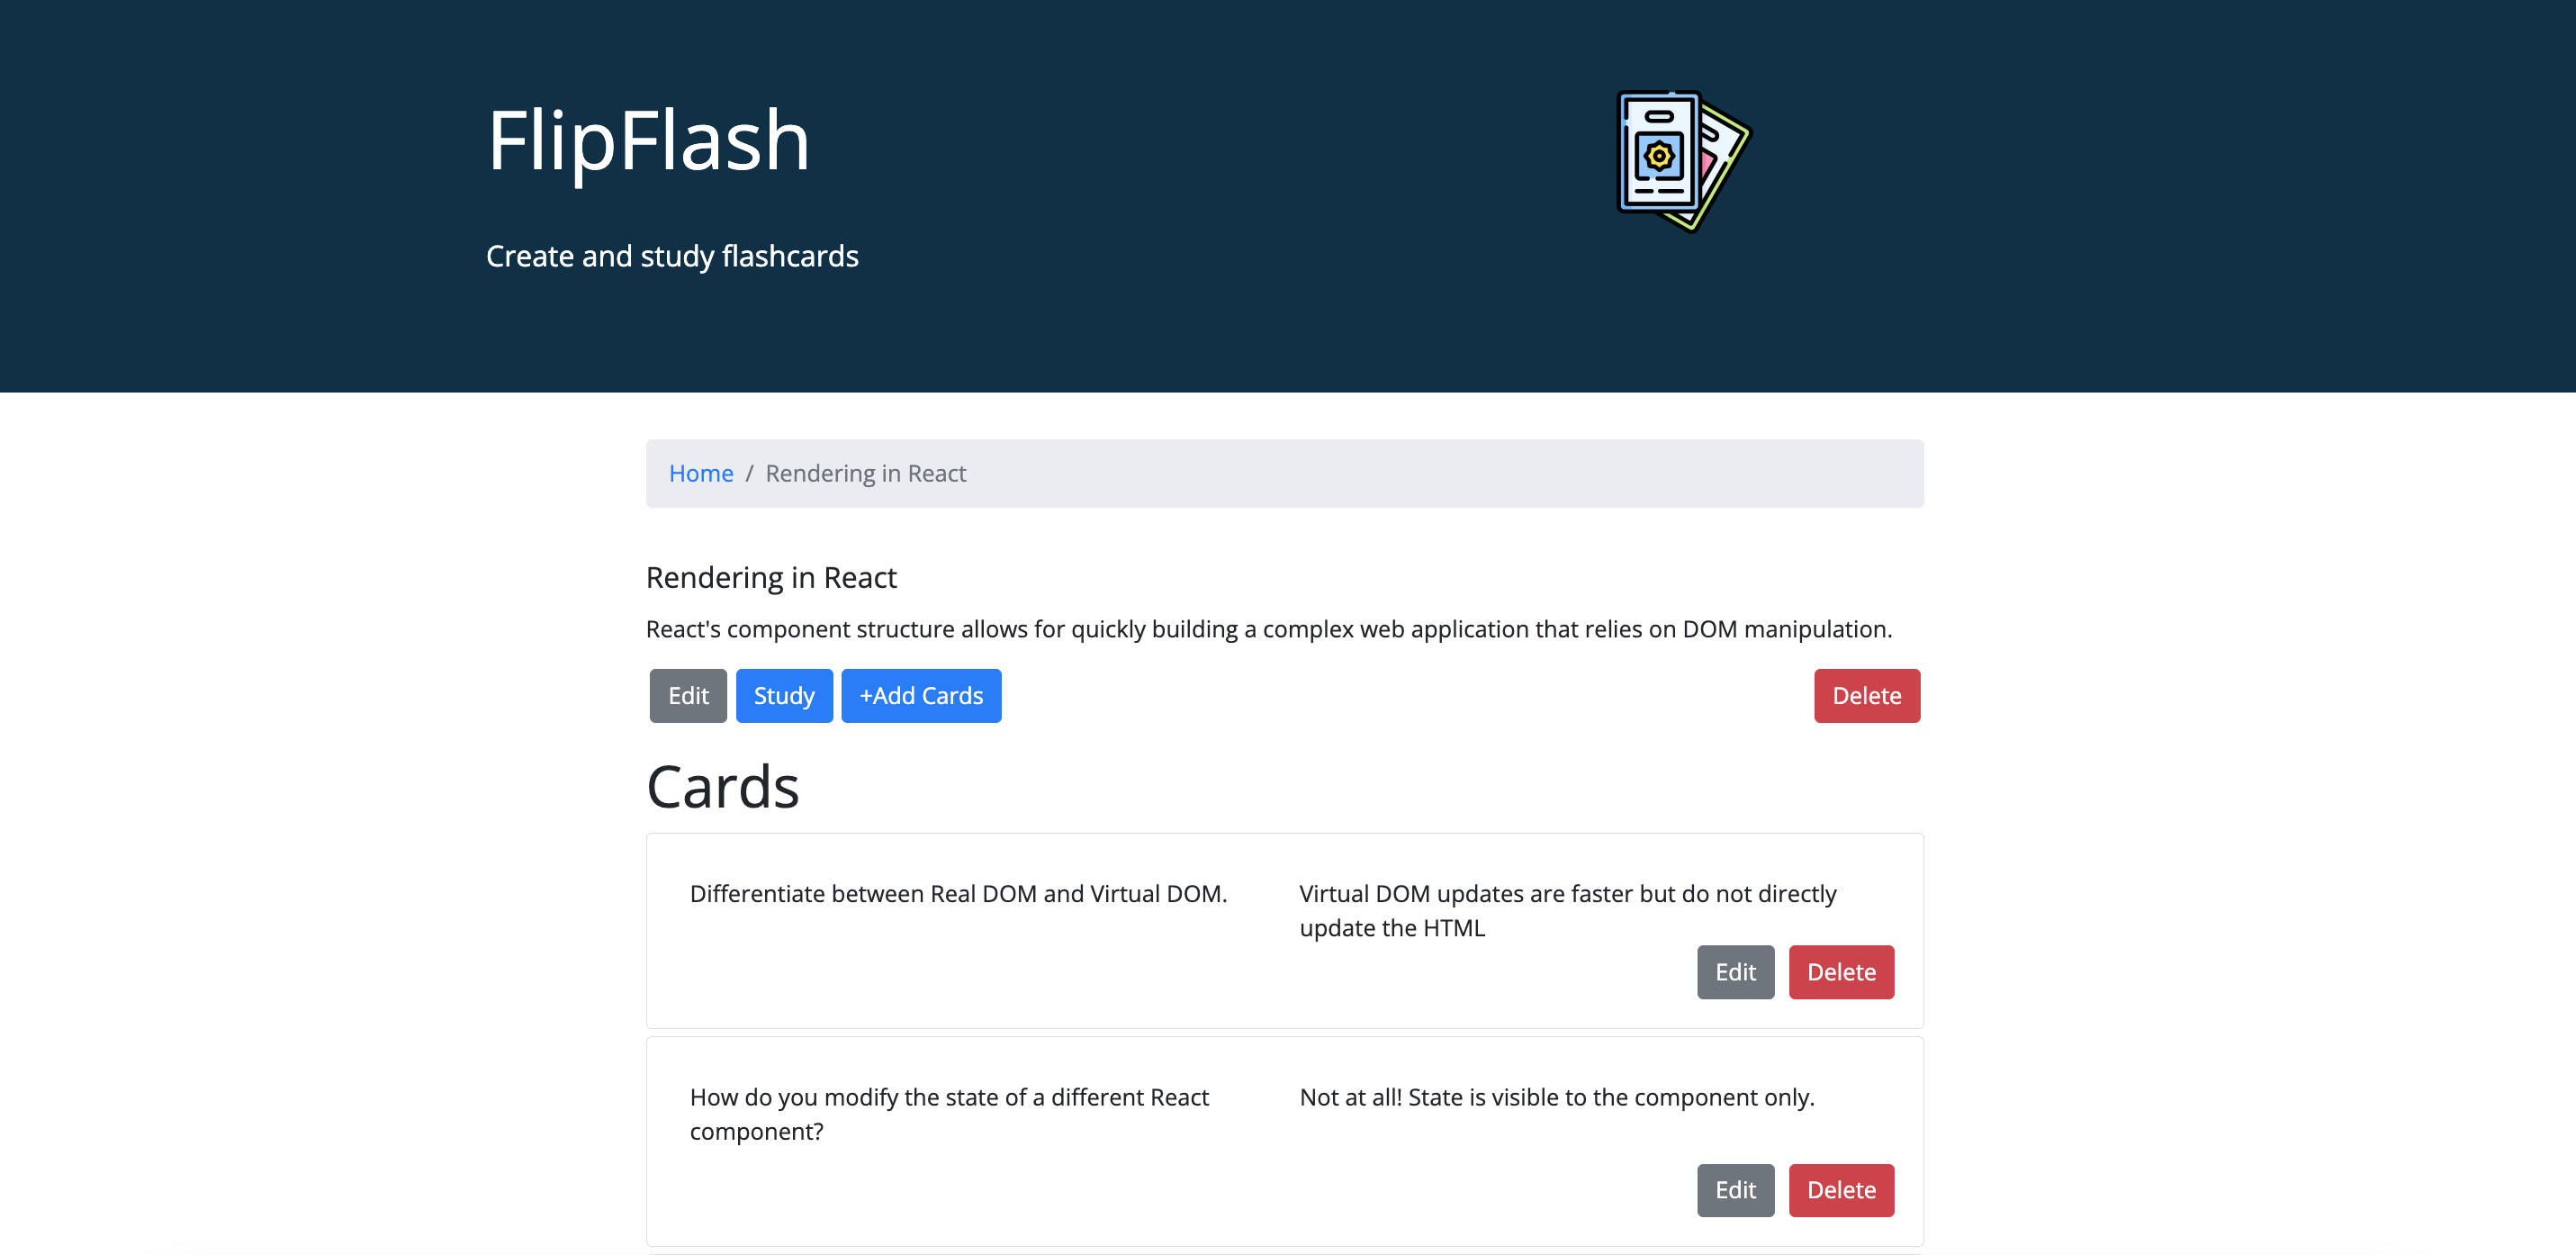 FlipFlash
Create and study flashcards
Home / Rendering in React
Rendering in React
React's component structure allows for quickly building a complex web application that relies on DOM manipulation.
Edit Study +Add Cards Delete
Cards
Differentiate between Real DOM and Virtual DOM.
Virtual DOM updates are faster but do not directly
update the HTML
Edit Delete
How do you modify the state of a different React
component?
Not at all! State is visible to the component only.
Edit Delete